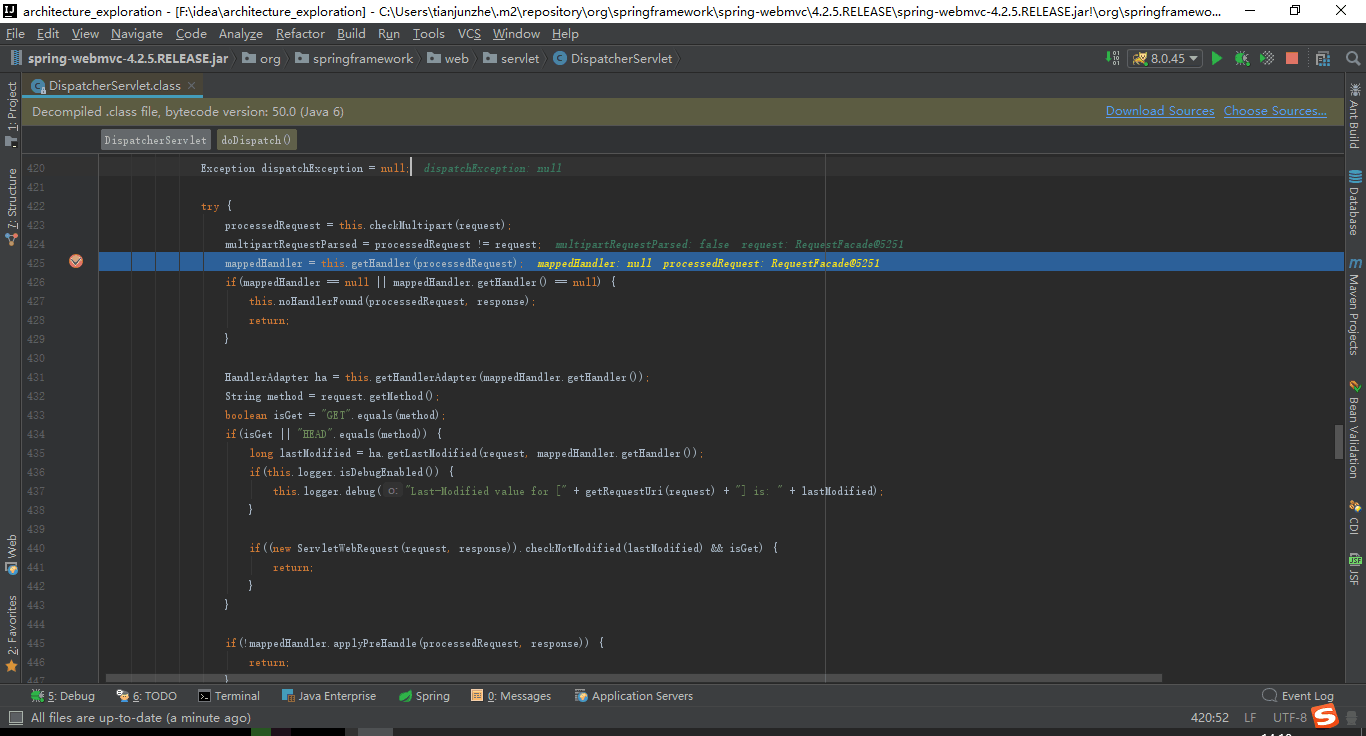 architecture_exploration - [F:\idea\architecture_exploration] - C:\Users\tianjunzhe\.m2\repository\org\springframework\spring-webmvc\4.2.5.RELEASE\spring-webmvc-4.2.5.RELEASE.jar!\org\springframewo...
File Edit View Navigate Code Analyze Refactor Build Run Tools VCS Window Help
spring-webmvc-4.2.5.RELEASE.jar org springframework web servlet DispatcherServlet 8.0.45
DispatcherServlet.class
Decompiled .class file, bytecode version: 50.0 (Java 6) Download Sources Choose Sources...
DispatcherServlet doDispatch()
420 Exception dispatchException = null; dispatchException: null
421
422 try {
423 processedRequest = this.checkMultipart(request);
424 multipartRequestParsed = processedRequest != request; multipartRequestParsed: false request: RequestFacade@5251
425 mappedHandler = this.getHandler(processedRequest); mappedHandler: null processedRequest: RequestFacade@5251
426 if(mappedHandler == null || mappedHandler.getHandler() == null) {
427 this.noHandlerFound(processedRequest, response);
428 return;
429 }
430
431 HandlerAdapter ha = this.getHandlerAdapter(mappedHandler.getHandler());
432 String method = request.getMethod();
433 boolean isGet = "GET".equals(method);
434 if(isGet || "HEAD".equals(method)) {
435 long lastModified = ha.getLastModified(request, mappedHandler.getHandler());
436 if(this.logger.isDebugEnabled()) {
437 this.logger.debug( o: "Last-Modified value for [" + getRequestUri(request) + "] is: " + lastModified);
438 }
439
440 if((new ServletWebRequest(request, response)).checkNotModified(lastModified) && isGet) {
441 return;
442 }
443 }
444
445 if(!mappedHandler.applyPreHandle(processedRequest, response)) {
446 return;
447 }
1: Project
7: Structure
Web
2: Favorites
Ant Build
Database
Maven Projects
Bean Validation
CDI
JSF
5: Debug 6: TODO Terminal Java Enterprise Spring 0: Messages Application Servers Event Log
All files are up-to-date (a minute ago) 420:52 LF UTF-8